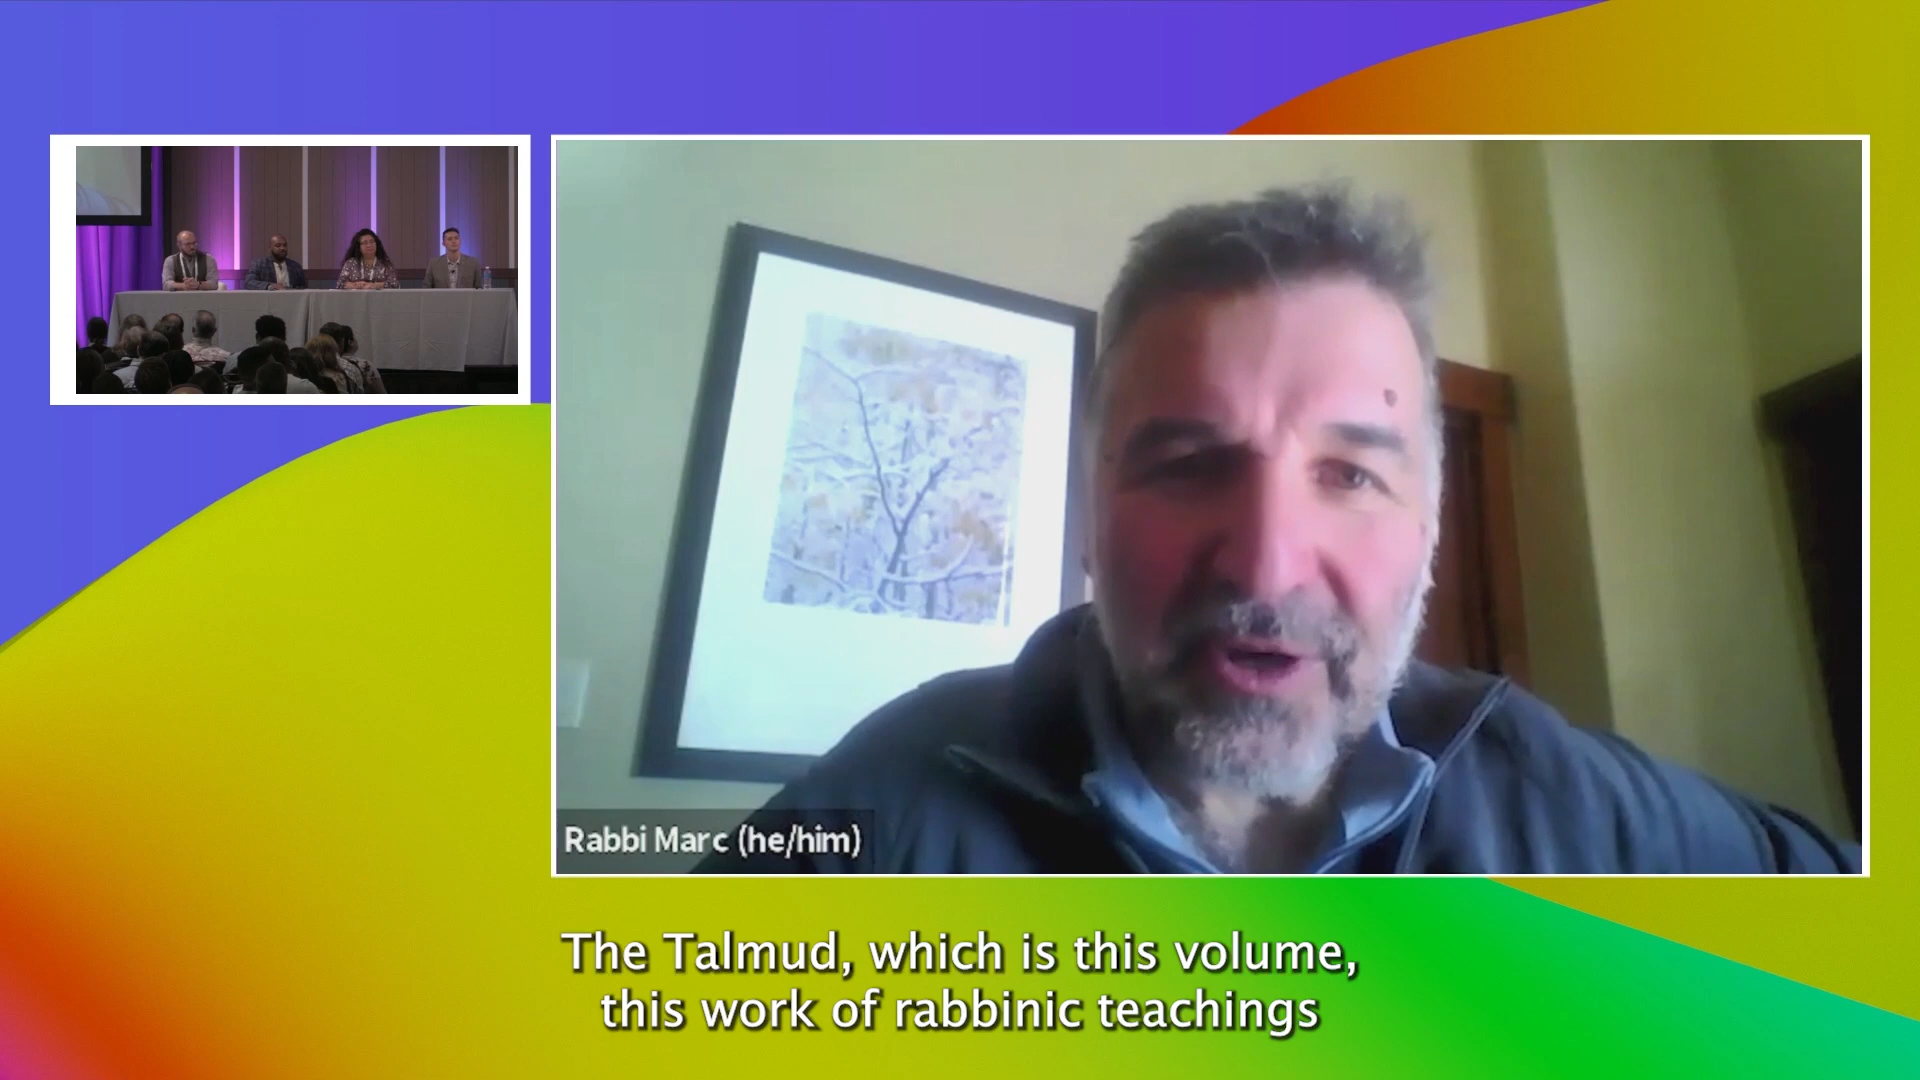 Rabbi Marc (he/him)
The Talmud, which is this volume,
this work of rabbinic teachings